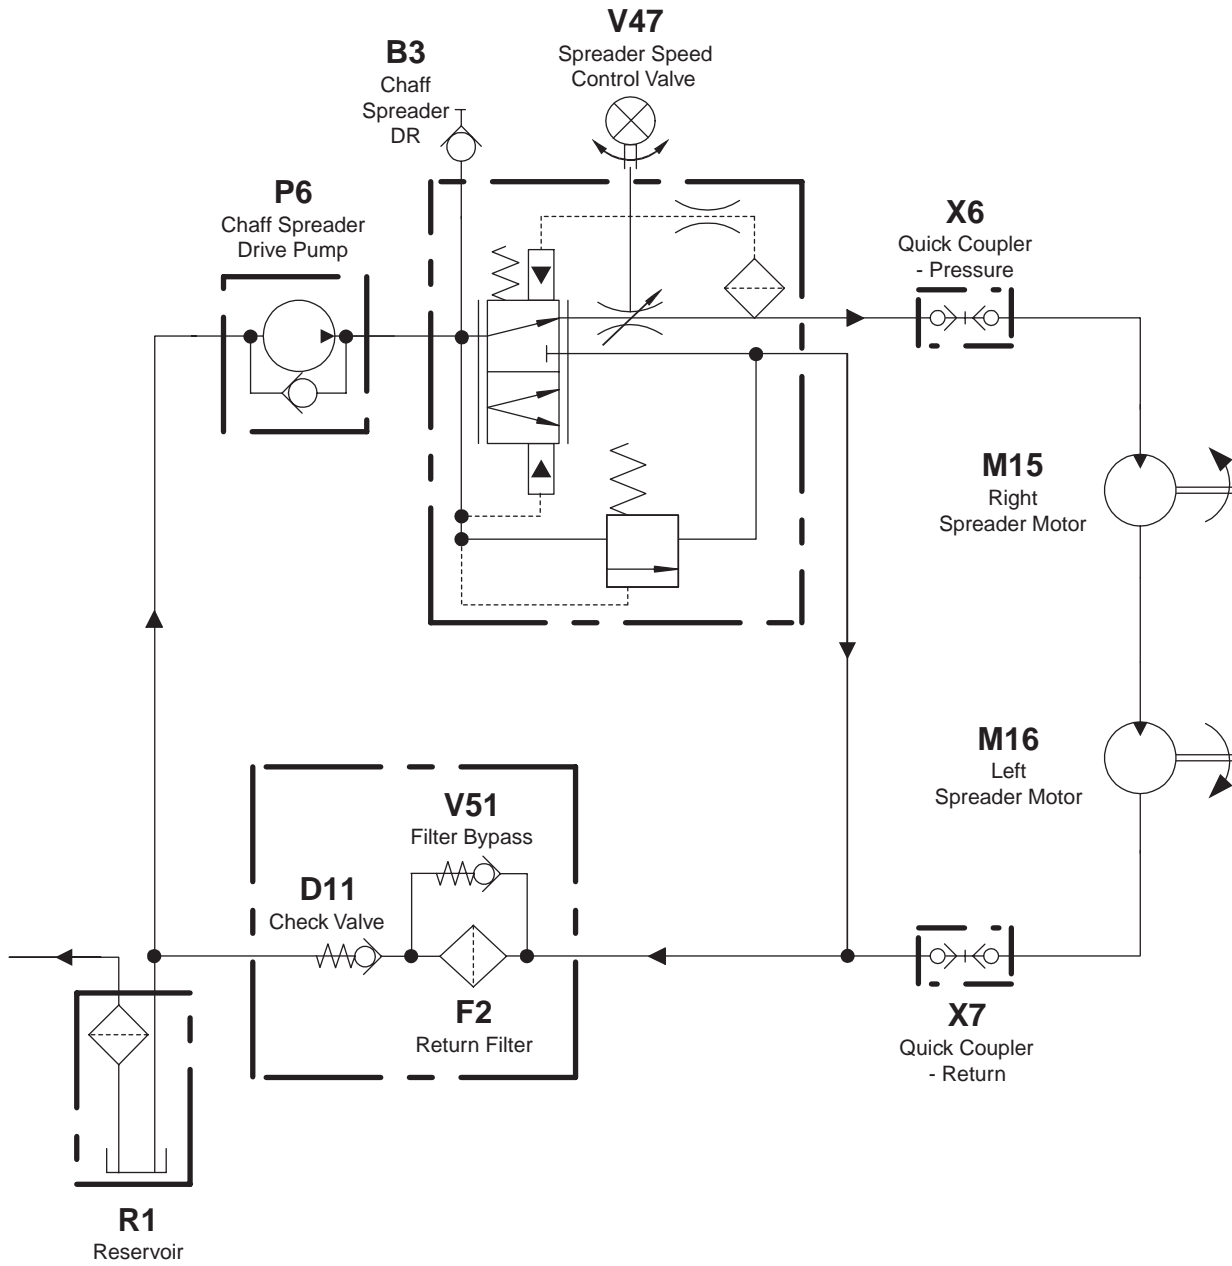 V47
Spreader Speed
Control Valve
B3
Chaff
Spreader
DR
P6
Chaff Spreader
Drive Pump
X6
Quick Coupler
- Pressure
M15
Right
Spreader Motor
M16
Left
Spreader Motor
V51
Filter Bypass
D11
Check Valve
F2
Return Filter
X7
Quick Coupler
- Return
R1
Reservoir